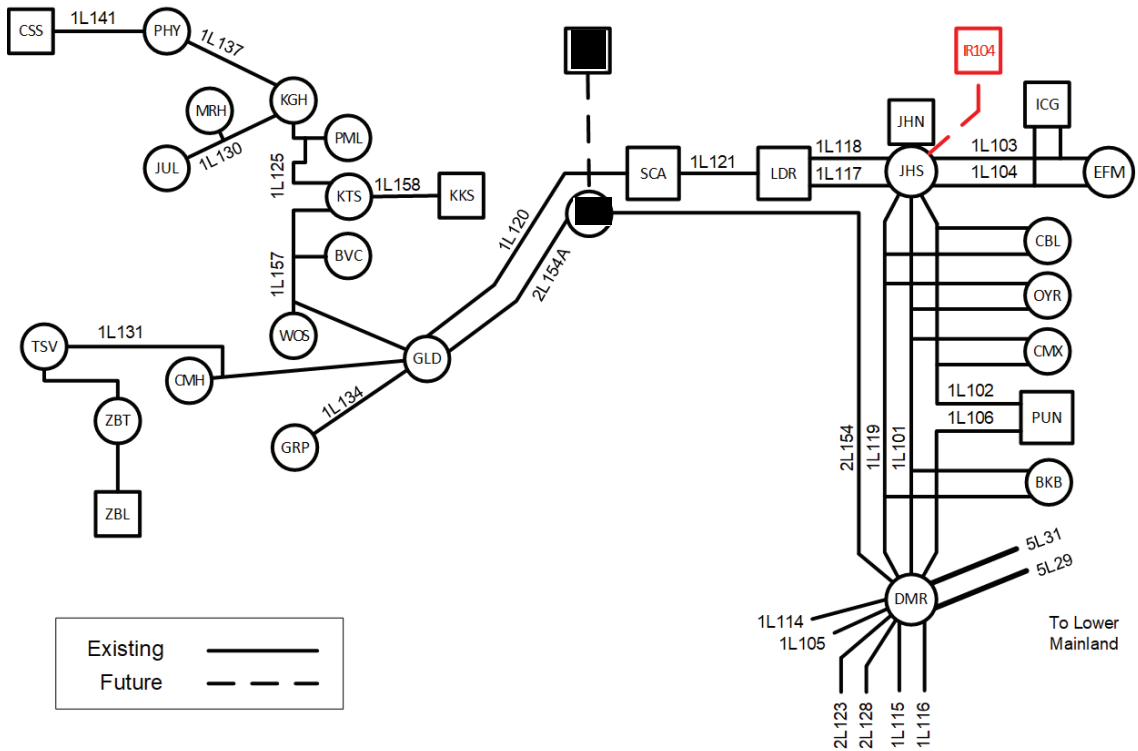 CSS
1L141
PHY
1L137
KGH
MRH
JUL
1L130
PML
1L125
KTS
1L158
KKS
BVC
1L157
WOS
TSV
1L131
CMH
ZBT
ZBL
GLD
1L134
GRP
1L120
2L154A
SCA
1L121
LDR
1L118
1L117
JHN
JHS
IR104
ICG
1L103
1L104
EFM
CBL
OYR
CMX
1L102
1L106
PUN
BKB
2L154
1L119
1L101
5L31
5L29
DMR
1L114
1L105
2L123
2L128
1L115
1L116
To Lower
Mainland
Existing
Future